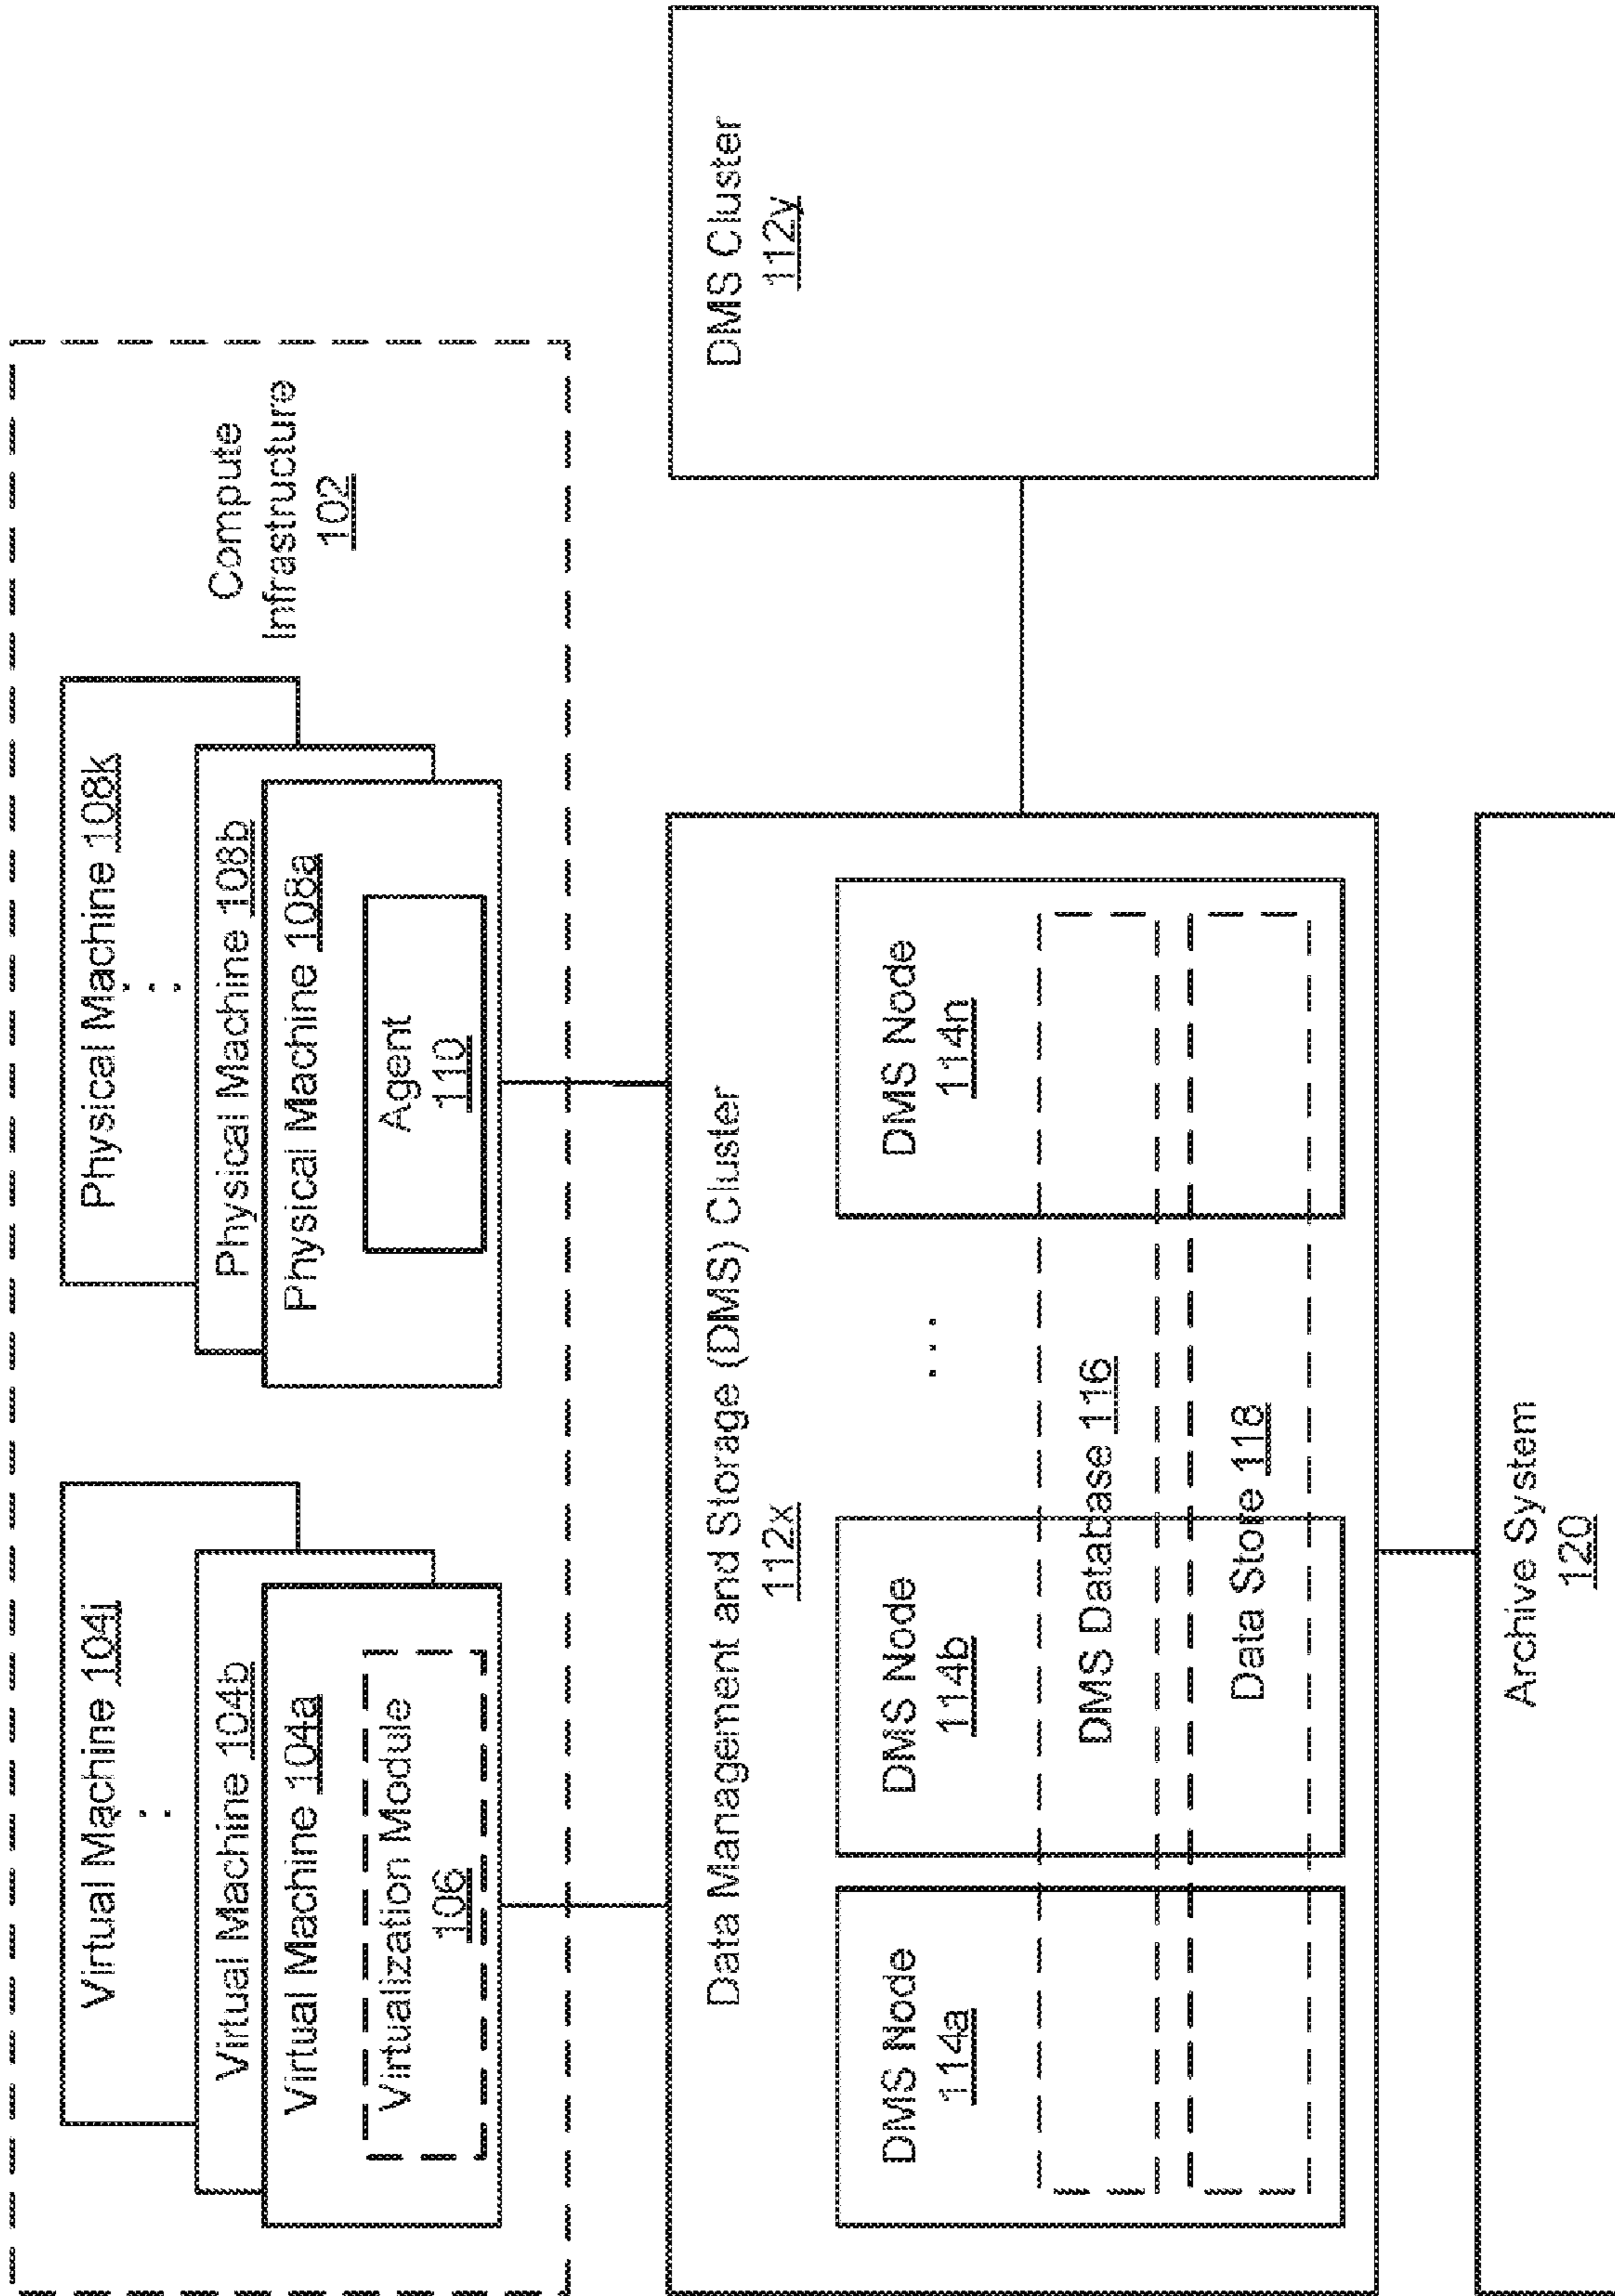 Virtual Machine 104j
Virtual Machine 104b
Virtual Machine 104a
Virtualization Module
106
Physical Machine 108k
Physical Machine 108b
Physical Machine 108a
Agent
110
Compute
Infrastructure
102
Data Management and Storage (DMS) Cluster
112x
DMS Node
114a
DMS Node
114b
. . .
DMS Node
114n
DMS Database 116
Data Store 118
DMS Cluster
112y
Archive System
120